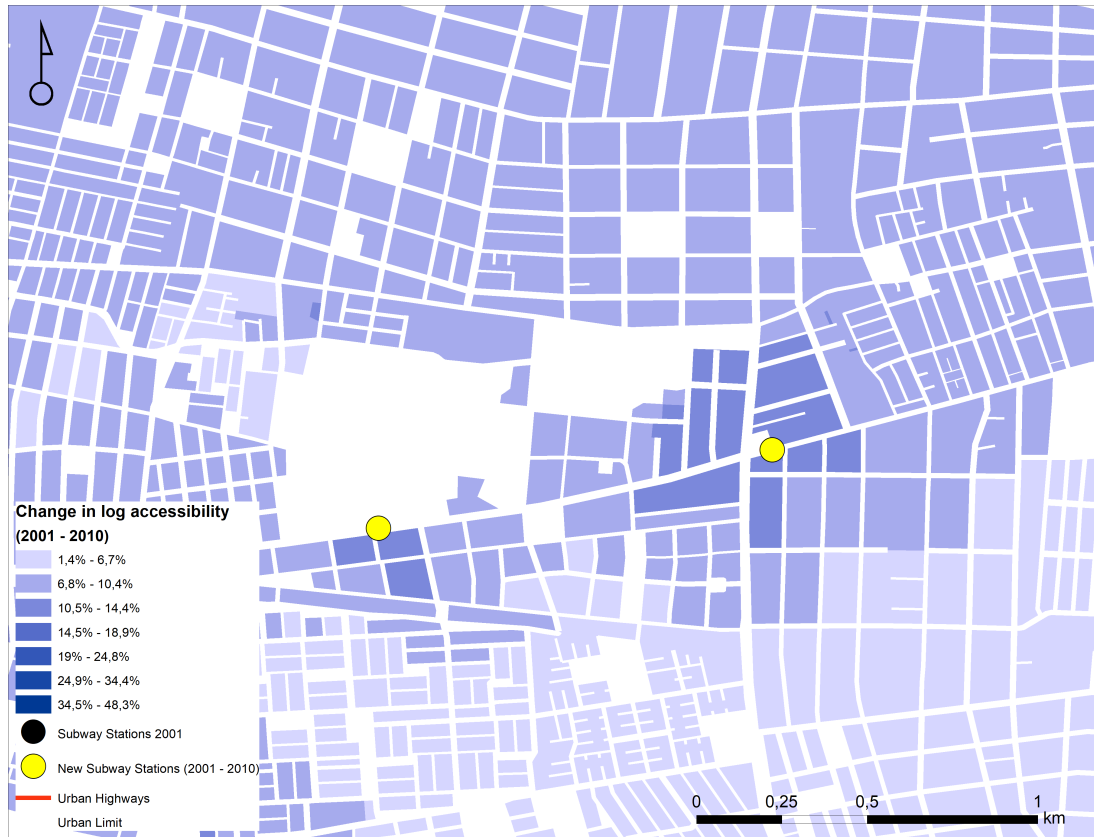 Change in log accessibility
(2001 - 2010)
1,4% - 6,7%
6,8% - 10,4%
10,5% - 14,4%
14,5% - 18,9%
19% - 24,8%
24,9% - 34,4%
34,5% - 48,3%
Subway Stations 2001
New Subway Stations (2001 - 2010)
Urban Highways
Urban Limit
0 0,25 0,5 1
km